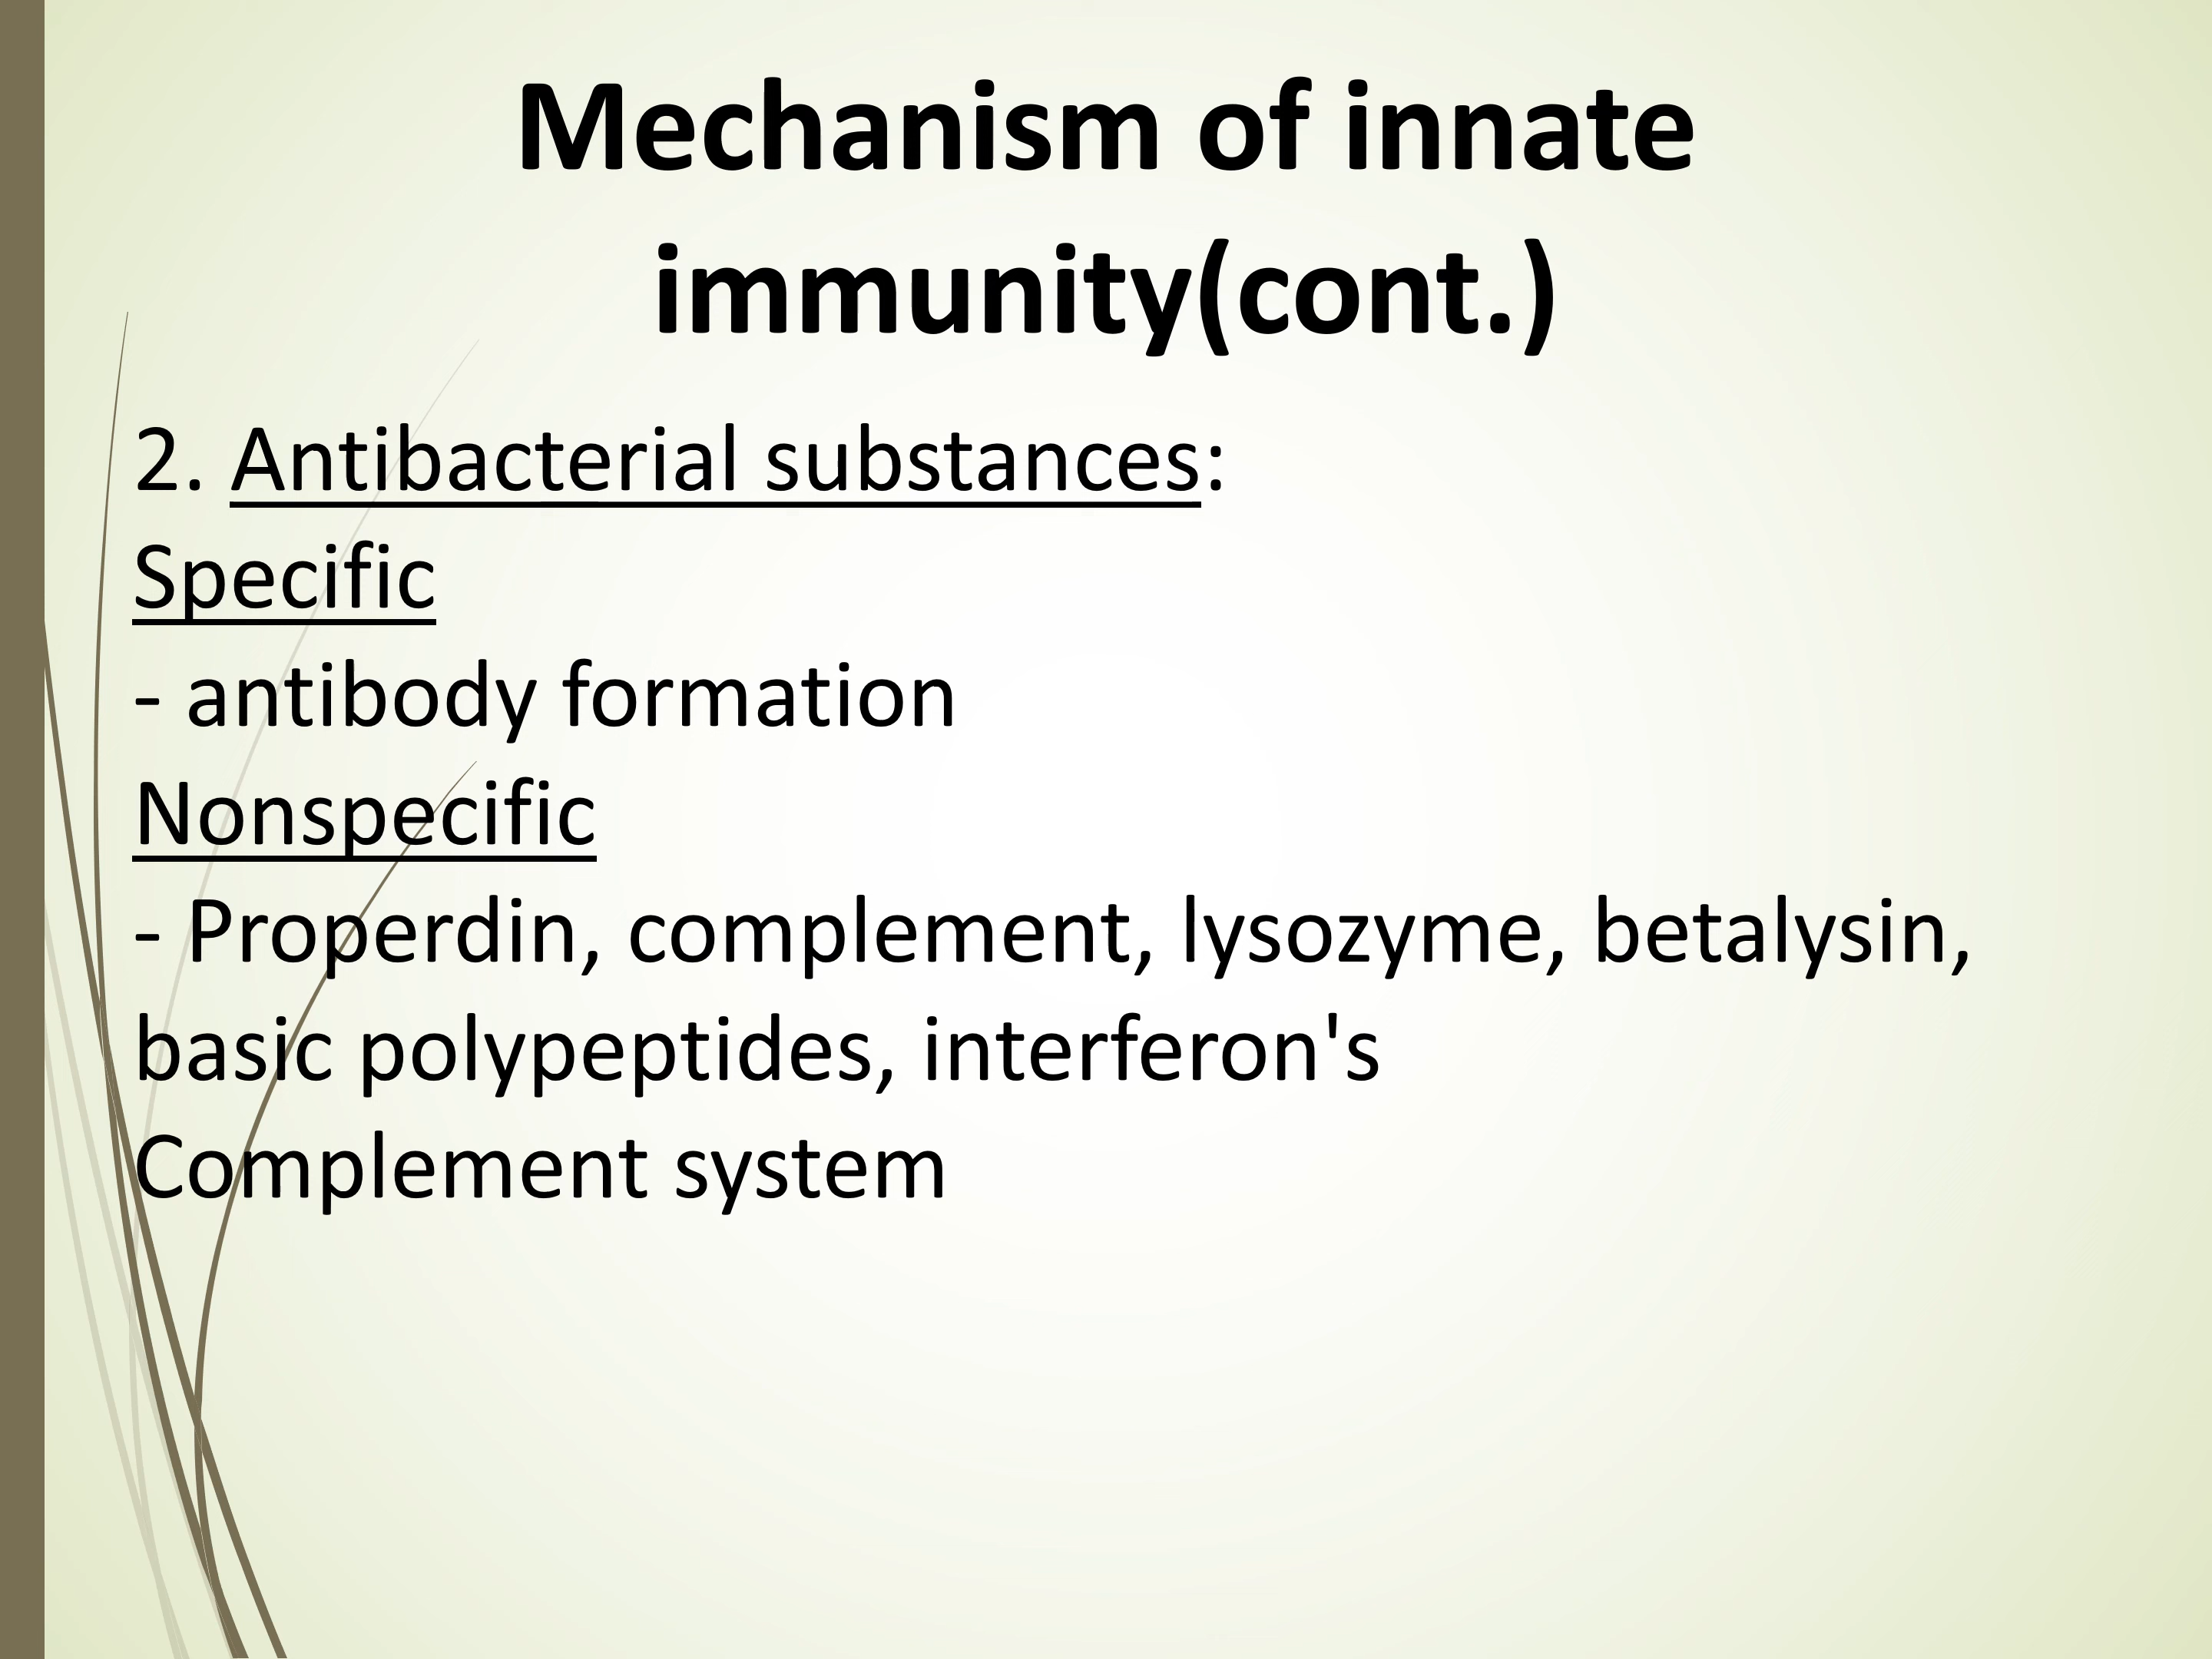 Mechanism of innate
immunity(cont.)
2. Antibacterial substances:
Specific
- antibody formation
Nonspecific
- Properdin, complement, lysozyme, betalysin,
basic polypeptides, interferon's
Complement system